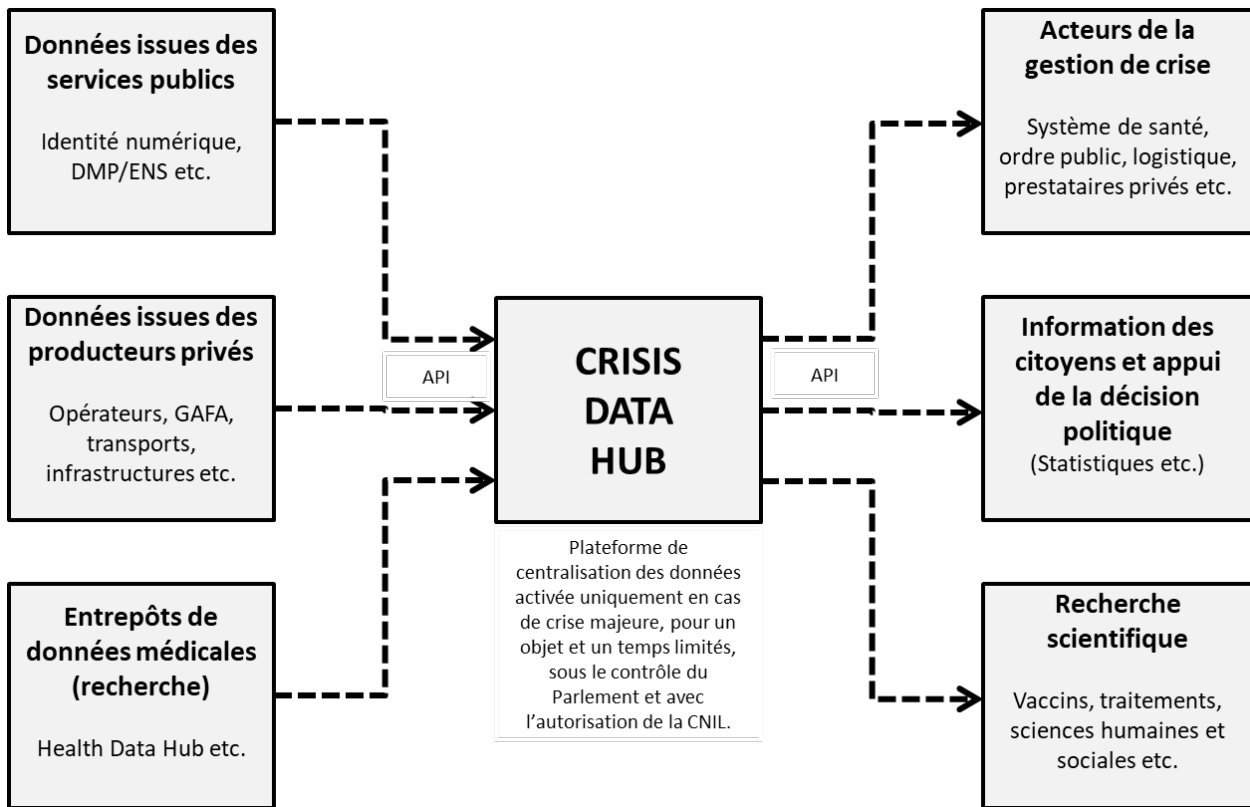 Données issues des
services publics
Identité numérique,
DMP/ENS etc.
Données issues des
producteurs privés
Opérateurs, GAFA,
transports,
infrastructures etc.
Entrepôts de
données médicales
(recherche)
Health Data Hub etc.
API
CRISIS
DATA
HUB
Plateforme de
centralisation des données
activée uniquement en cas
de crise majeure, pour un
objet et un temps limités,
sous le contrôle du
Parlement et avec
l’autorisation de la CNIL.
API
Acteurs de la
gestion de crise
Système de santé,
ordre public, logistique,
prestataires privés etc.
Information des
citoyens et appui
de la décision
politique
(Statistiques etc.)
Recherche
scientifique
Vaccins, traitements,
sciences humaines et
sociales etc.